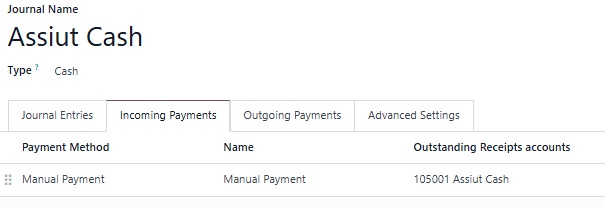 Journal Name
Assiut Cash
Type ? Cash
Journal Entries Incoming Payments Outgoing Payments Advanced Settings
Payment Method Name Outstanding Receipts accounts
Manual Payment Manual Payment 105001 Assiut Cash